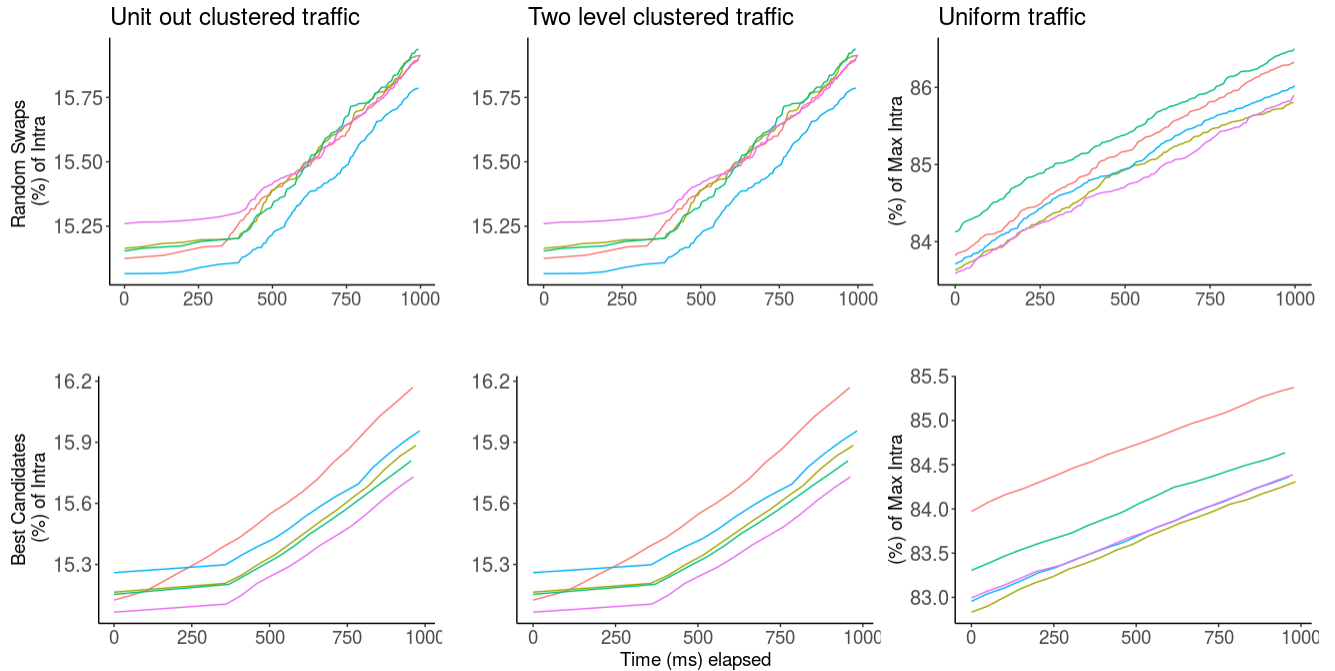 Unit out clustered traffic
Two level clustered traffic
Uniform traffic
Random Swaps
(%) of Intra
15.75
15.50
15.25
0 250 500 750 1000
15.75
15.50
15.25
0 250 500 750 1000
(%) of Max Intra
86
85
84
0 250 500 750 1000
Best Candidates
(%) of Intra
16.2
15.9
15.6
15.3
0 250 500 750 1000
16.2
15.9
15.6
15.3
0 250 500 750 1000
(%) of Max Intra
85.5
85.0
84.5
84.0
83.5
83.0
0 250 500 750 1000
Time (ms) elapsed